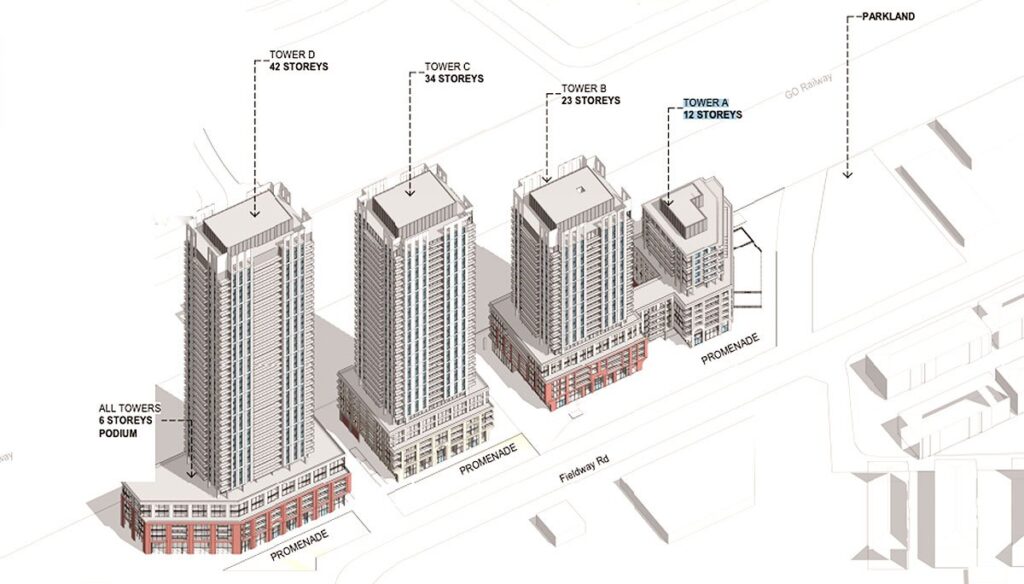 PARKLAND
TOWER D
42 STOREYS
TOWER C
34 STOREYS
GO Railway
TOWER B
23 STOREYS
TOWER A
12 STOREYS
PROMENADE
ALL TOWERS
6 STOREYS
PODIUM
PROMENADE
Fieldway Rd
way
PROMENADE